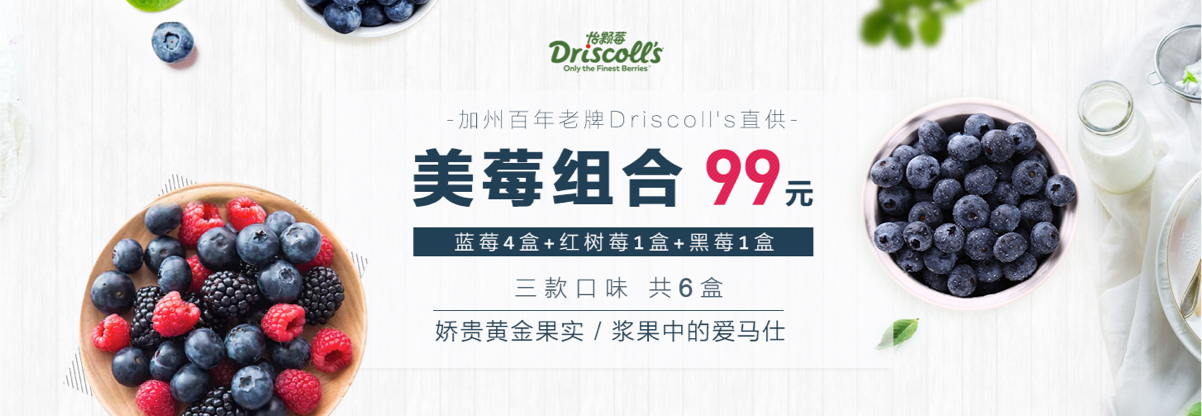 怡颗莓
Driscoll's
Only the Finest Berries™
-加州百年老牌Driscoll's直供-
美莓组合 99元
蓝莓4盒+红树莓1盒+黑莓1盒
三款口味 共6盒
娇贵黄金果实 / 浆果中的爱马仕